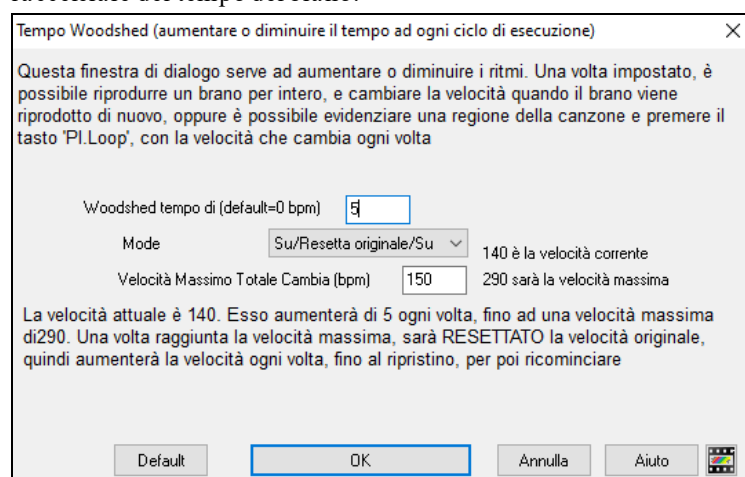 Tempo Woodshed (aumentare o diminuire il tempo ad ogni ciclo di esecuzione)
Questa finestra di dialogo serve ad aumentare o diminuire i ritmi. Una volta impostato, è
possibile riprodurre un brano per intero, e cambiare la velocità quando il brano viene
riprodotto di nuovo, oppure è possibile evidenziare una regione della canzone e premere il
tasto 'Pl.Loop', con la velocità che cambia ogni volta
Woodshed tempo di (default=0 bpm) 5
Mode Su/Resetta originale/Su 140 è la velocità corrente
Velocità Massimo Totale Cambia (bpm) 150 290 sarà la velocità massima
La velocità attuale è 140. Esso aumenterà di 5 ogni volta, fino ad una velocità massima
di290. Una volta raggiunta la velocità massima, sarà RESETTATO la velocità originale,
quindi aumenterà la velocità ogni volta, fino al ripristino, per poi ricominciare
Default OK Annulla Aiuto